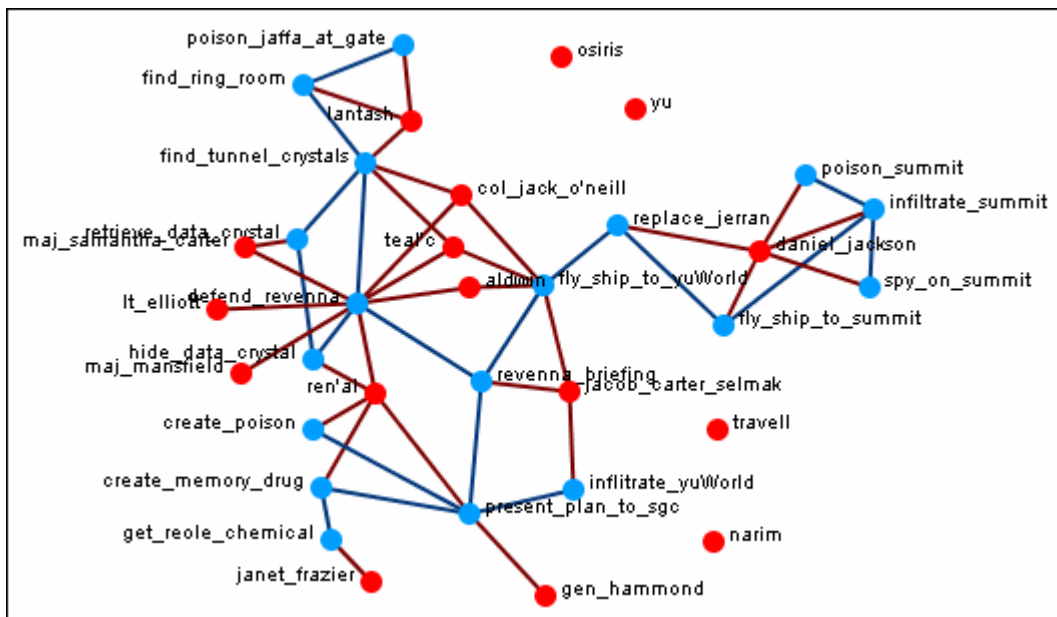 poison_jaffa_at_gate
osiris
find_ring_room
yu
lantash
find_tunnel_crystals
poison_summit
col_jack_o'neill
infiltrate_summit
replace_jerran
retrieve_data_crystal
maj_samantha_carter
teal'c
daniel_jackson
aldwin
fly_ship_to_yuWorld
spy_on_summit
lt_elliott
defend_revenna
fly_ship_to_summit
hide_data_crystal
maj_mansfield
revenna_briefing
ren'al
jacob_carter_selmak
create_poison
travell
create_memory_drug
inflitrate_yuWorld
present_plan_to_sgc
get_reole_chemical
narim
janet_frazier
gen_hammond